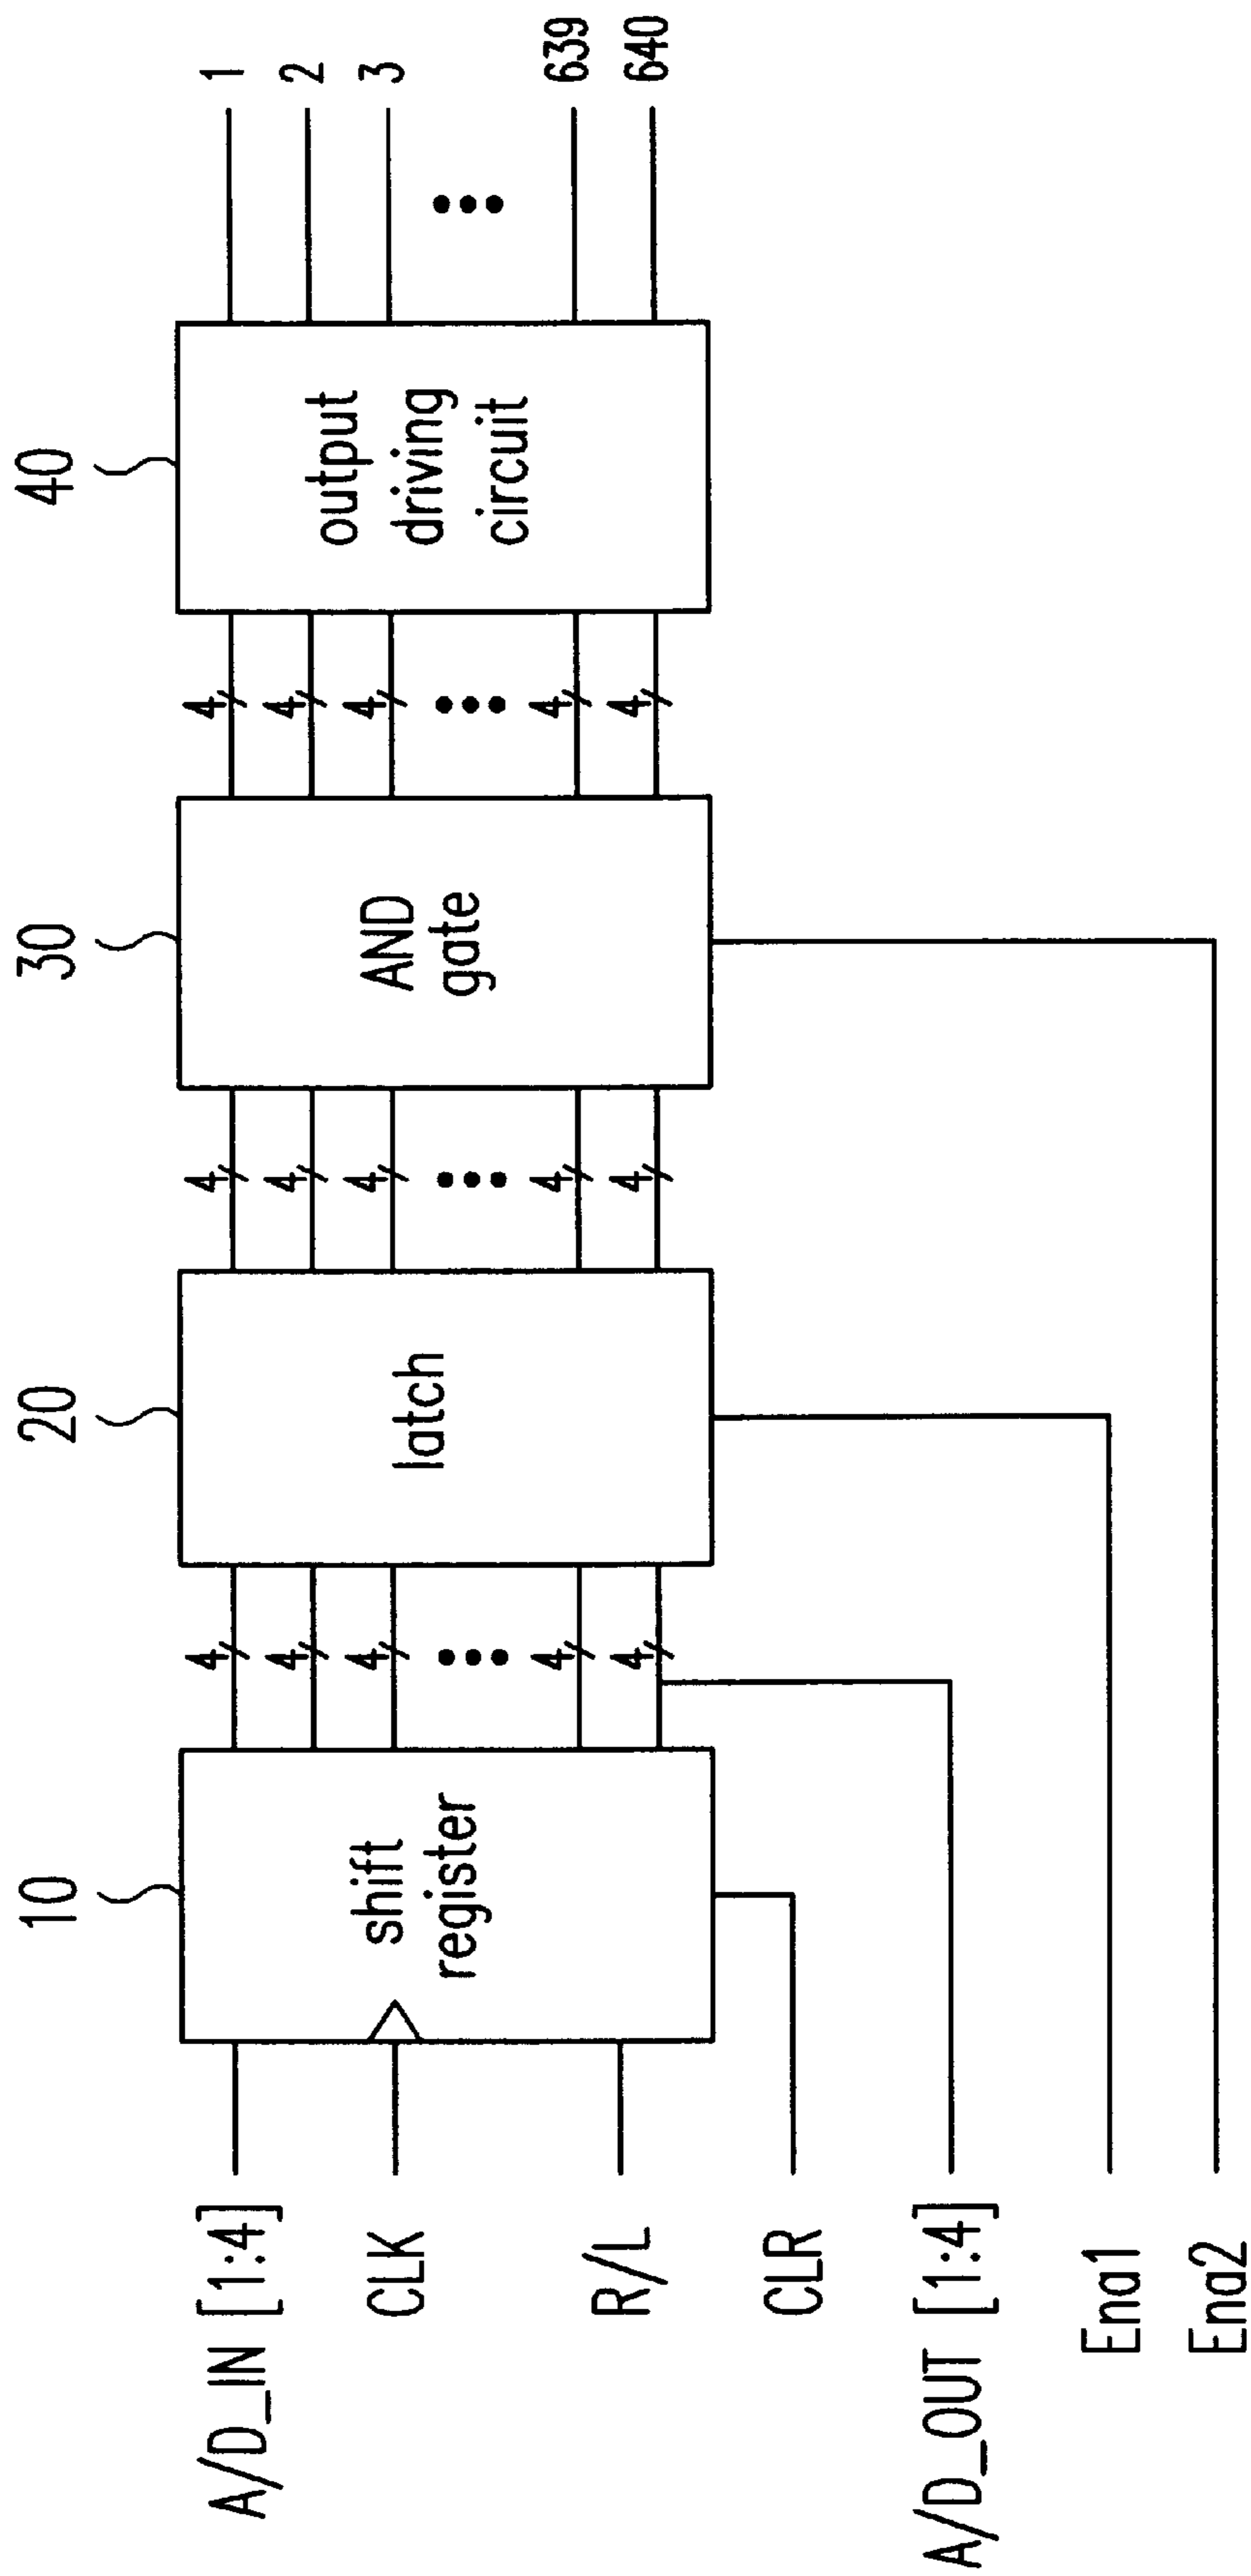 10
20
30
40
A/D_IN [1:4]
CLK
R/L
CLR
A/D_OUT [1:4]
Ena1
Ena2
shift
register
4
4
4
4
4
latch
4
4
4
4
4
AND
gate
4
4
4
4
4
output
driving
circuit
1
2
3
639
640